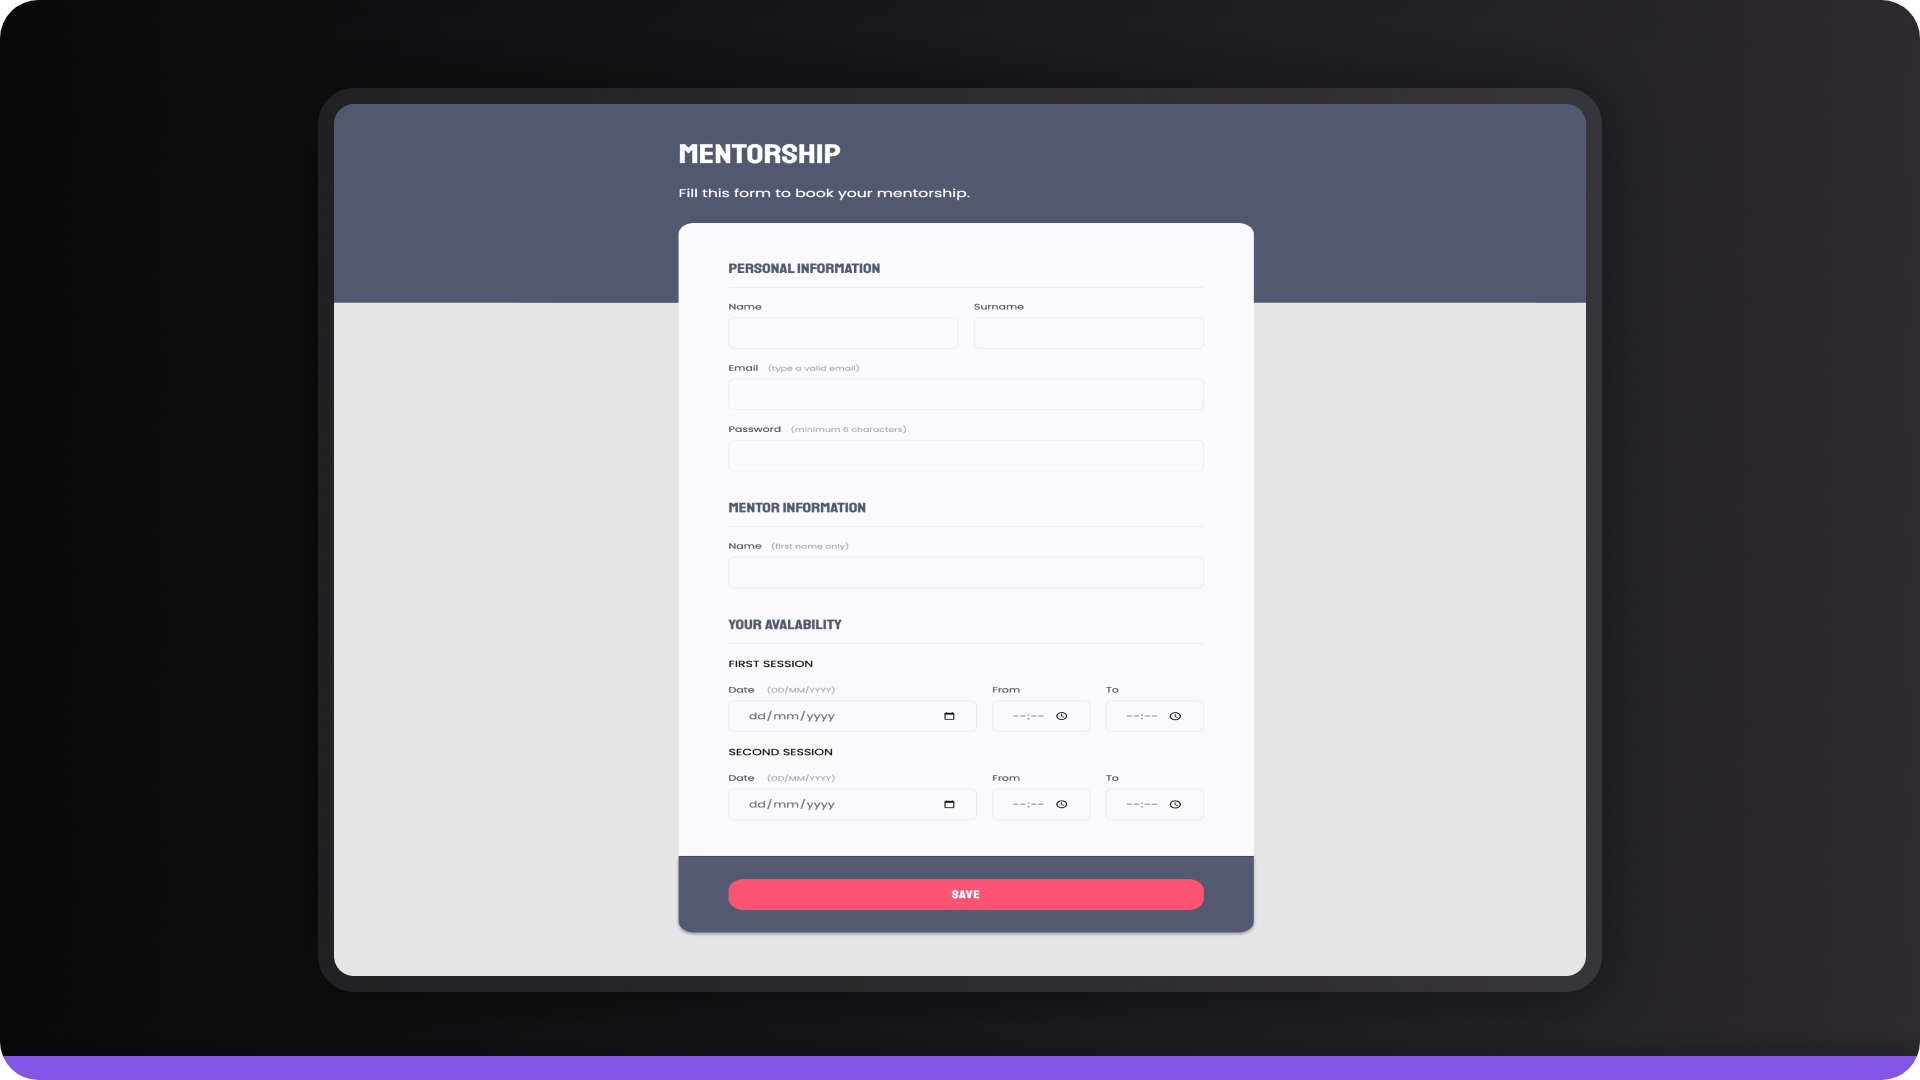 MENTORSHIP
Fill this form to book your mentorship.
PERSONAL INFORMATION
Name Surname
Email (type a valid email)
Password (minimum 6 characters)
MENTOR INFORMATION
Name (first name only)
YOUR AVALABILITY
FIRST SESSION
Date (DD/MM/YYYY) From To
dd/mm/yyyy --:-- --:--
SECOND SESSION
Date (DD/MM/YYYY) From To
dd/mm/yyyy --:-- --:--
SAVE